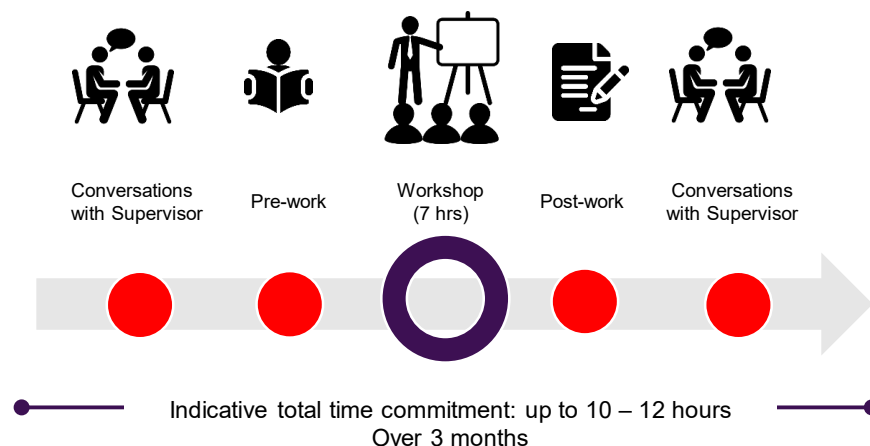 Conversations
with Supervisor
Pre-work
Workshop
(7 hrs)
Post-work
Conversations
with Supervisor
Indicative total time commitment: up to 10 – 12 hours
Over 3 months